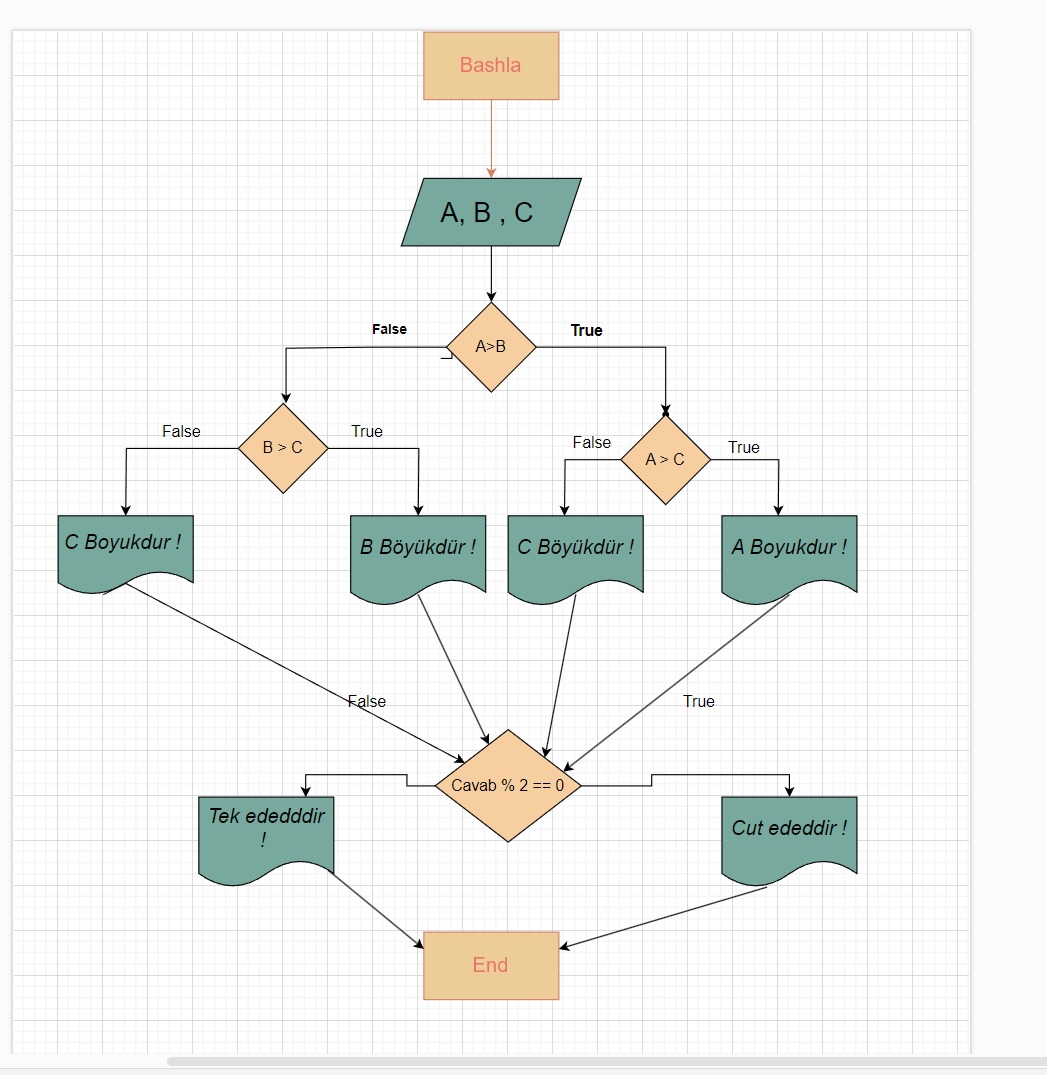 Bashla
A, B , C
False
True
A>B
False
True
B > C
False
True
A > C
C Boyukdur !
B Böyükdür !
C Böyükdür !
A Boyukdur !
False
True
Cavab % 2 == 0
Tek ededddir
!
Cut ededdir !
End